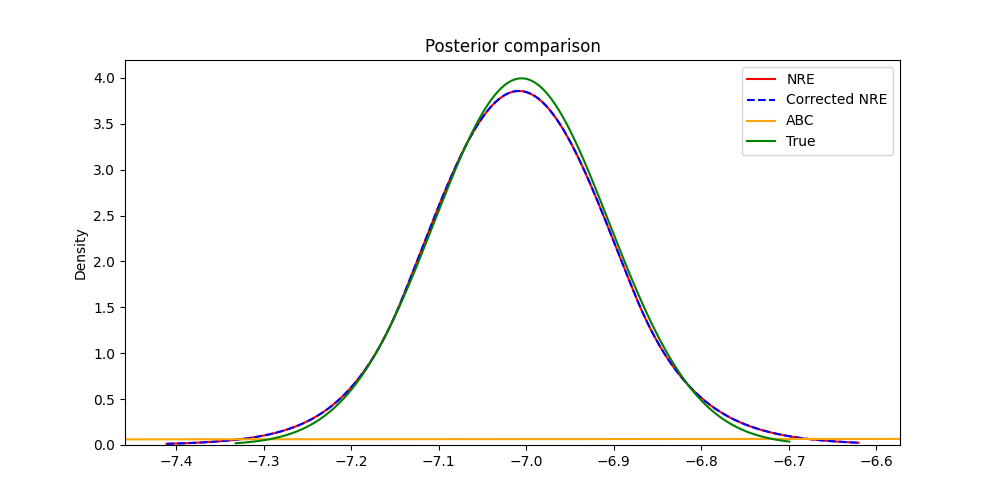 Posterior comparison
NRE
Corrected NRE
ABC
True
Density
4.0
3.5
3.0
2.5
2.0
1.5
1.0
0.5
0.0
−7.4 −7.3 −7.2 −7.1 −7.0 −6.9 −6.8 −6.7 −6.6